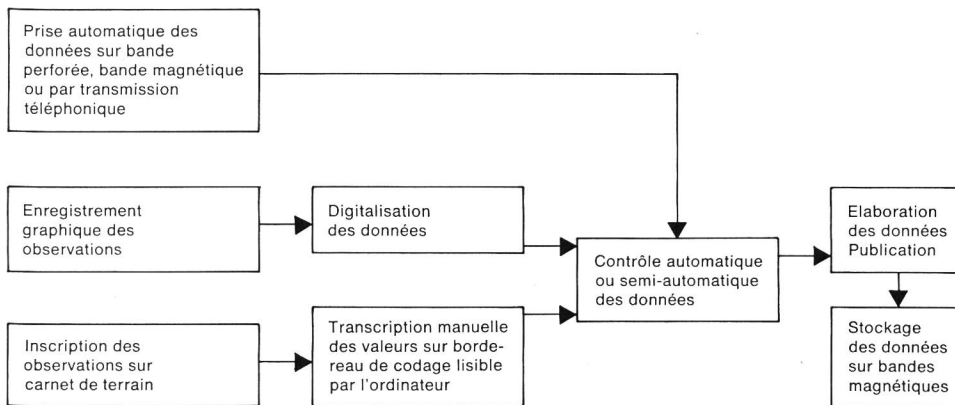 Prise automatique des
données sur bande
perforée, bande magnétique
ou par transmission
téléphonique
Enregistrement
graphique des
observations
Digitalisation
des données
Elaboration
des données
Publication
Contrôle automatique
ou semi-automatique
des données
Inscription des
observations sur
carnet de terrain
Transcription manuelle
des valeurs sur borde-
reau de codage lisible
par l'ordinateur
Stockage
des données
sur bandes
magnétiques